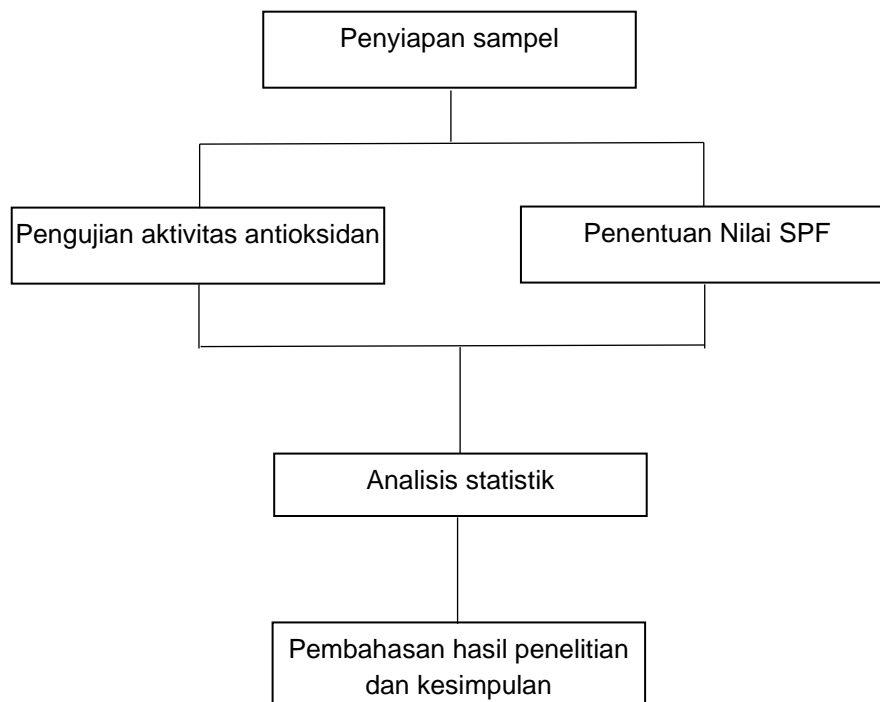 Penyiapan sampel
Pengujian aktivitas antioksidan
Penentuan Nilai SPF
Analisis statistik
Pembahasan hasil penelitian
dan kesimpulan